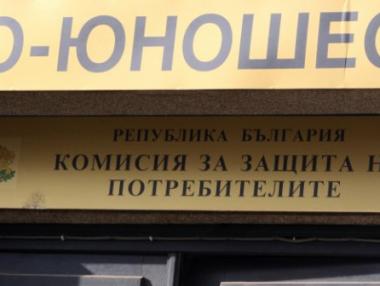 О-ЮНОШЕС
РЕПУБЛИКА БЪЛГАРИЯ
КОМИСИЯ ЗА ЗАЩИТА Н
ПОТРЕБИТЕЛИТЕ